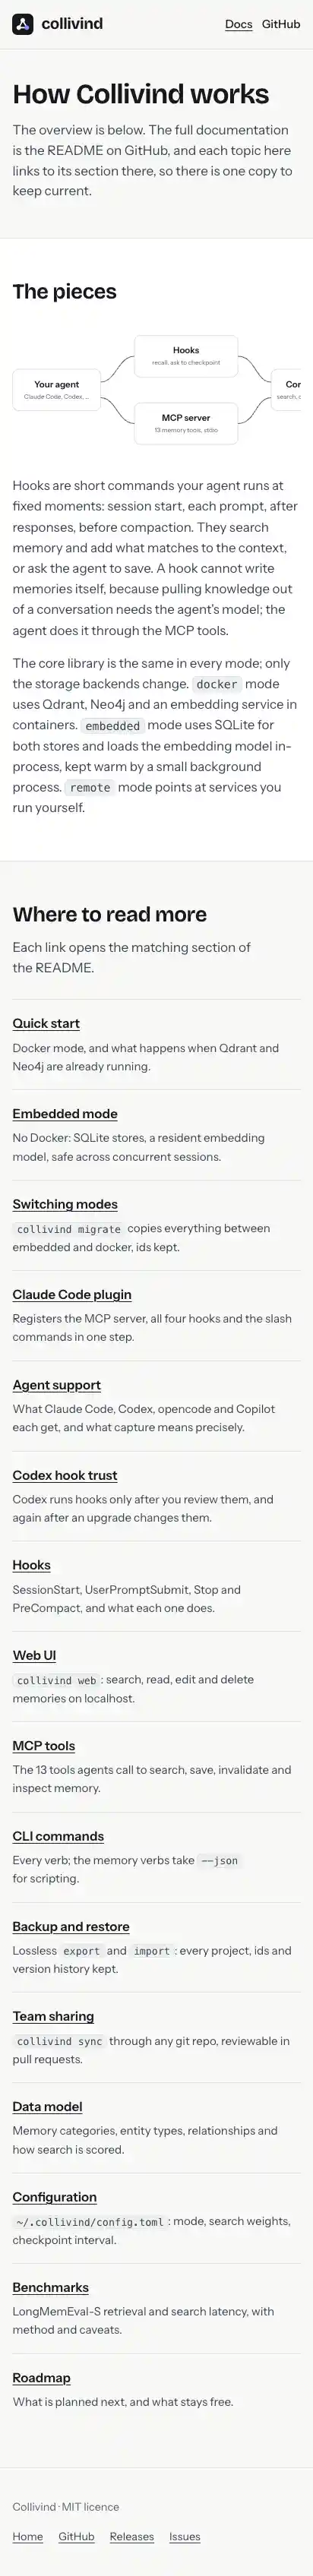 collivind
Docs GitHub
How Collivind works
The overview is below. The full documentation
is the README on GitHub, and each topic here
links to its section there, so there is one copy to
keep current.
The pieces
Hooks
recall, ask to checkpoint
Your agent
Claude Code, Codex, …
MCP server
13 memory tools, stdio
Hooks are short commands your agent runs at
fixed moments: session start, each prompt, after
responses, before compaction. They search
memory and add what matches to the context,
or ask the agent to save. A hook cannot write
memories itself, because pulling knowledge out
of a conversation needs the agent's model; the
agent does it through the MCP tools.
The core library is the same in every mode; only
the storage backends change. docker mode
uses Qdrant, Neo4j and an embedding service in
containers. embedded mode uses SQLite for
both stores and loads the embedding model in-
process, kept warm by a small background
process. remote mode points at services you
run yourself.
Where to read more
Each link opens the matching section of
the README.
Quick start
Docker mode, and what happens when Qdrant and
Neo4j are already running.
Embedded mode
No Docker: SQLite stores, a resident embedding
model, safe across concurrent sessions.
Switching modes
collivind migrate copies everything between
embedded and docker, ids kept.
Claude Code plugin
Registers the MCP server, all four hooks and the slash
commands in one step.
Agent support
What Claude Code, Codex, opencode and Copilot
each get, and what capture means precisely.
Codex hook trust
Codex runs hooks only after you review them, and
again after an upgrade changes them.
Hooks
SessionStart, UserPromptSubmit, Stop and
PreCompact, and what each one does.
Web UI
collivind web: search, read, edit and delete
memories on localhost.
MCP tools
The 13 tools agents call to search, save, invalidate and
inspect memory.
CLI commands
Every verb; the memory verbs take --json
for scripting.
Backup and restore
Lossless export and import: every project, ids and
version history kept.
Team sharing
collivind sync through any git repo, reviewable in
pull requests.
Data model
Memory categories, entity types, relationships and
how search is scored.
Configuration
~/.collivind/config.toml: mode, search weights,
checkpoint interval.
Benchmarks
LongMemEval-S retrieval and search latency, with
method and caveats.
Roadmap
What is planned next, and what stays free.
Collivind · MIT licence
Home GitHub Releases Issues